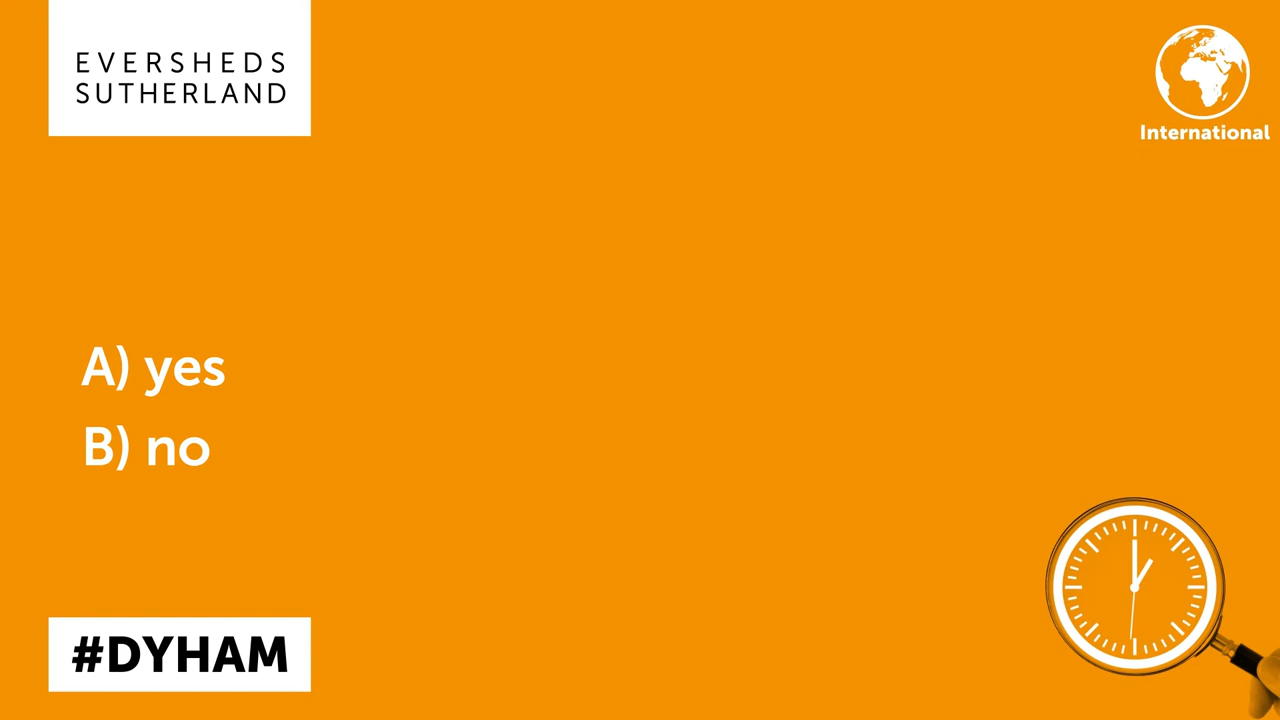 EVERSHEDS
SUTHERLAND
International
A) yes
B) no
#DYHAM